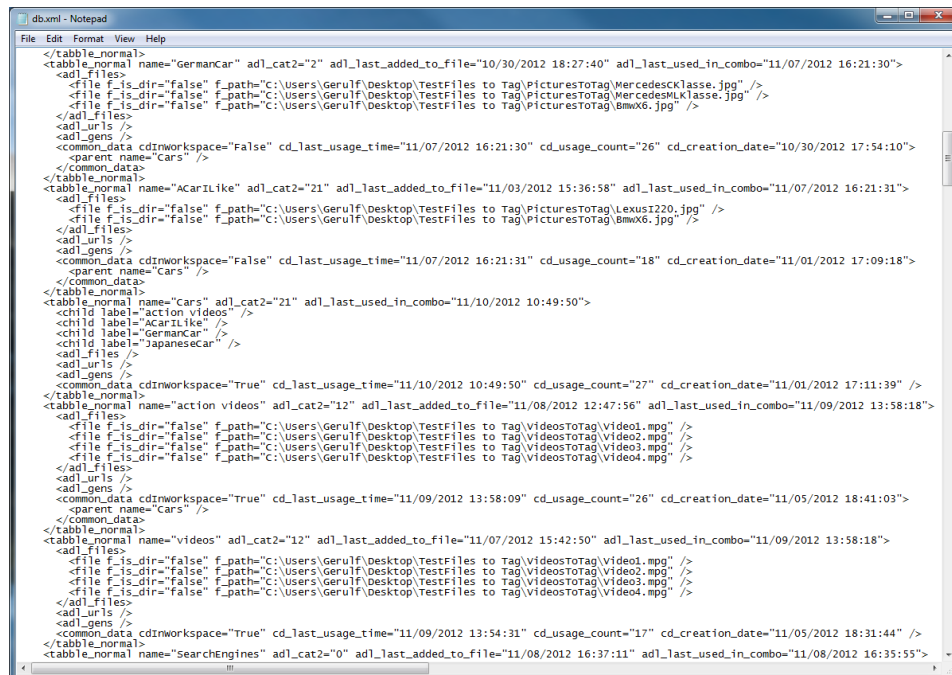 db.xml - Notepad
File Edit Format View Help
</tabble_normal>
<tabble_normal name="GermanCar" adl_cat2="2" adl_last_added_to_file="10/30/2012 18:27:40" adl_last_used_in_combo="11/07/2012 16:21:30">
<adl_files>
<file f_is_dir="false" f_path="C:\Users\Gerulf\Desktop\TestFiles to Tag\PicturesToTag\MercedesCKlasse.jpg" />
<file f_is_dir="false" f_path="C:\Users\Gerulf\Desktop\TestFiles to Tag\PicturesToTag\MercedesMLKlasse.jpg" />
<file f_is_dir="false" f_path="C:\Users\Gerulf\Desktop\TestFiles to Tag\PicturesToTag\BmwX6.jpg" />
</adl_files>
<adl_urls />
<adl_gens />
<common_data cdInWorkspace="False" cd_last_usage_time="11/07/2012 16:21:30" cd_usage_count="26" cd_creation_date="10/30/2012 17:54:10">
<parent name="Cars" />
</common_data>
</tabble_normal>
<tabble_normal name="ACarILike" adl_cat2="21" adl_last_added_to_file="11/03/2012 15:36:58" adl_last_used_in_combo="11/07/2012 16:21:31">
<adl_files>
<file f_is_dir="false" f_path="C:\Users\Gerulf\Desktop\TestFiles to Tag\PicturesToTag\LexusI220.jpg" />
<file f_is_dir="false" f_path="C:\Users\Gerulf\Desktop\TestFiles to Tag\PicturesToTag\BmwX6.jpg" />
</adl_files>
<adl_urls />
<adl_gens />
<common_data cdInWorkspace="False" cd_last_usage_time="11/07/2012 16:21:31" cd_usage_count="18" cd_creation_date="11/01/2012 17:09:18">
<parent name="Cars" />
</common_data>
</tabble_normal>
<tabble_normal name="Cars" adl_cat2="21" adl_last_used_in_combo="11/10/2012 10:49:50">
<child label="action videos" />
<child label="ACarILike" />
<child label="GermanCar" />
<child label="JapaneseCar" />
<adl_files />
<adl_urls />
<adl_gens />
<common_data cdInWorkspace="True" cd_last_usage_time="11/10/2012 10:49:50" cd_usage_count="27" cd_creation_date="11/01/2012 17:11:39" />
</tabble_normal>
<tabble_normal name="action videos" adl_cat2="12" adl_last_added_to_file="11/08/2012 12:47:56" adl_last_used_in_combo="11/09/2012 13:58:18">
<adl_files>
<file f_is_dir="false" f_path="C:\Users\Gerulf\Desktop\TestFiles to Tag\VideosToTag\Video1.mpg" />
<file f_is_dir="false" f_path="C:\Users\Gerulf\Desktop\TestFiles to Tag\VideosToTag\Video2.mpg" />
<file f_is_dir="false" f_path="C:\Users\Gerulf\Desktop\TestFiles to Tag\VideosToTag\Video3.mpg" />
<file f_is_dir="false" f_path="C:\Users\Gerulf\Desktop\TestFiles to Tag\VideosToTag\Video4.mpg" />
</adl_files>
<adl_urls />
<adl_gens />
<common_data cdInWorkspace="True" cd_last_usage_time="11/09/2012 13:58:09" cd_usage_count="26" cd_creation_date="11/05/2012 18:41:03">
<parent name="Cars" />
</common_data>
</tabble_normal>
<tabble_normal name="videos" adl_cat2="12" adl_last_added_to_file="11/07/2012 15:42:50" adl_last_used_in_combo="11/09/2012 13:58:18">
<adl_files>
<file f_is_dir="false" f_path="C:\Users\Gerulf\Desktop\TestFiles to Tag\VideosToTag\Video1.mpg" />
<file f_is_dir="false" f_path="C:\Users\Gerulf\Desktop\TestFiles to Tag\VideosToTag\Video2.mpg" />
<file f_is_dir="false" f_path="C:\Users\Gerulf\Desktop\TestFiles to Tag\VideosToTag\Video3.mpg" />
<file f_is_dir="false" f_path="C:\Users\Gerulf\Desktop\TestFiles to Tag\VideosToTag\Video4.mpg" />
</adl_files>
<adl_urls />
<adl_gens />
<common_data cdInWorkspace="True" cd_last_usage_time="11/09/2012 13:54:31" cd_usage_count="17" cd_creation_date="11/05/2012 18:31:44" />
</tabble_normal>
<tabble_normal name="SearchEngines" adl_cat2="0" adl_last_added_to_file="11/08/2012 16:37:11" adl_last_used_in_combo="11/08/2012 16:35:55">